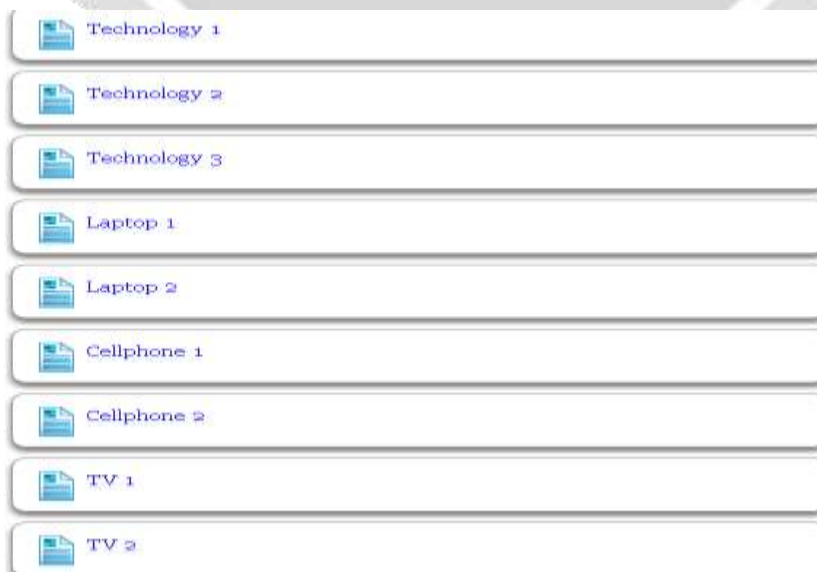 Technology 1
Technology 2
Technology 3
Laptop 1
Laptop 2
Cellphone 1
Cellphone 2
TV 1
TV 2